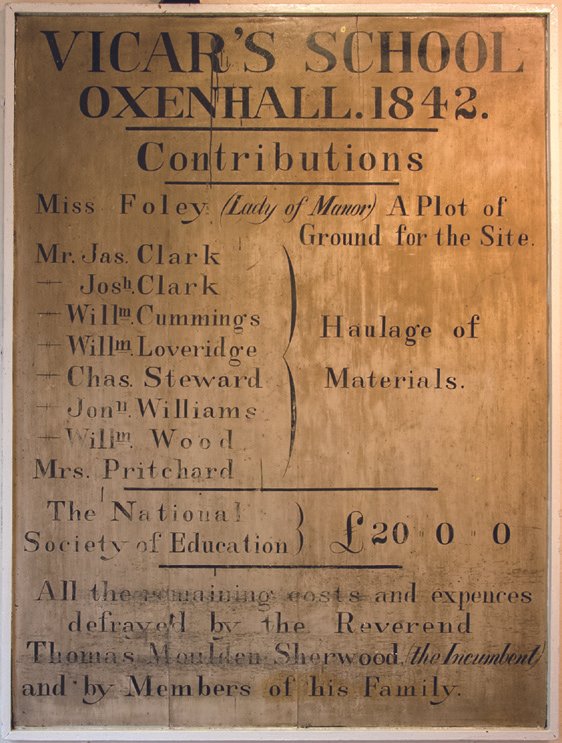 VICAR'S SCHOOL
OXENHALL. 1842.
Contributions
Miss Foley (Lady of Manor) A Plot of
Ground for the Site.
Mr. Jas. Clark
— Josh. Clark
— Willm. Cummings
— Willm. Loveridge
— Chas. Steward
— Jonn. Williams
— Willm. Wood
Mrs. Pritchard
Haulage of
Materials.
The National
Society of Education
£20 " 0 " 0
All the remaining costs and expences
defraye'd by the Reverend
Thomas Moulden Sherwood, (the Incumbent)
and by Members of his Family.